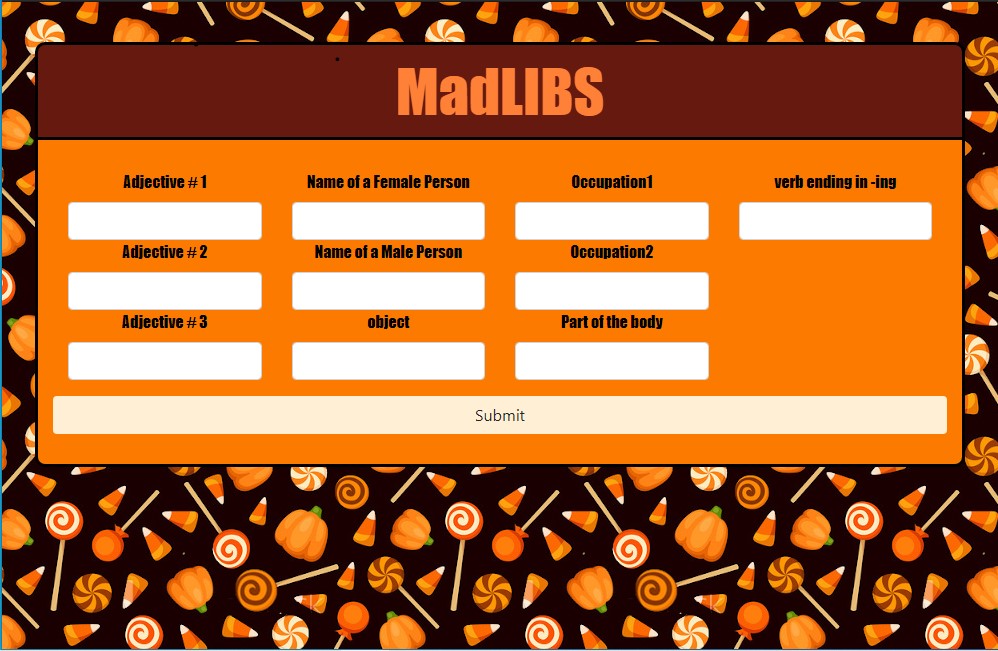 MadLIBS
Adjective # 1
Name of a Female Person
Occupation1
verb ending in -ing
Adjective # 2
Name of a Male Person
Occupation2
Adjective # 3
object
Part of the body
Submit